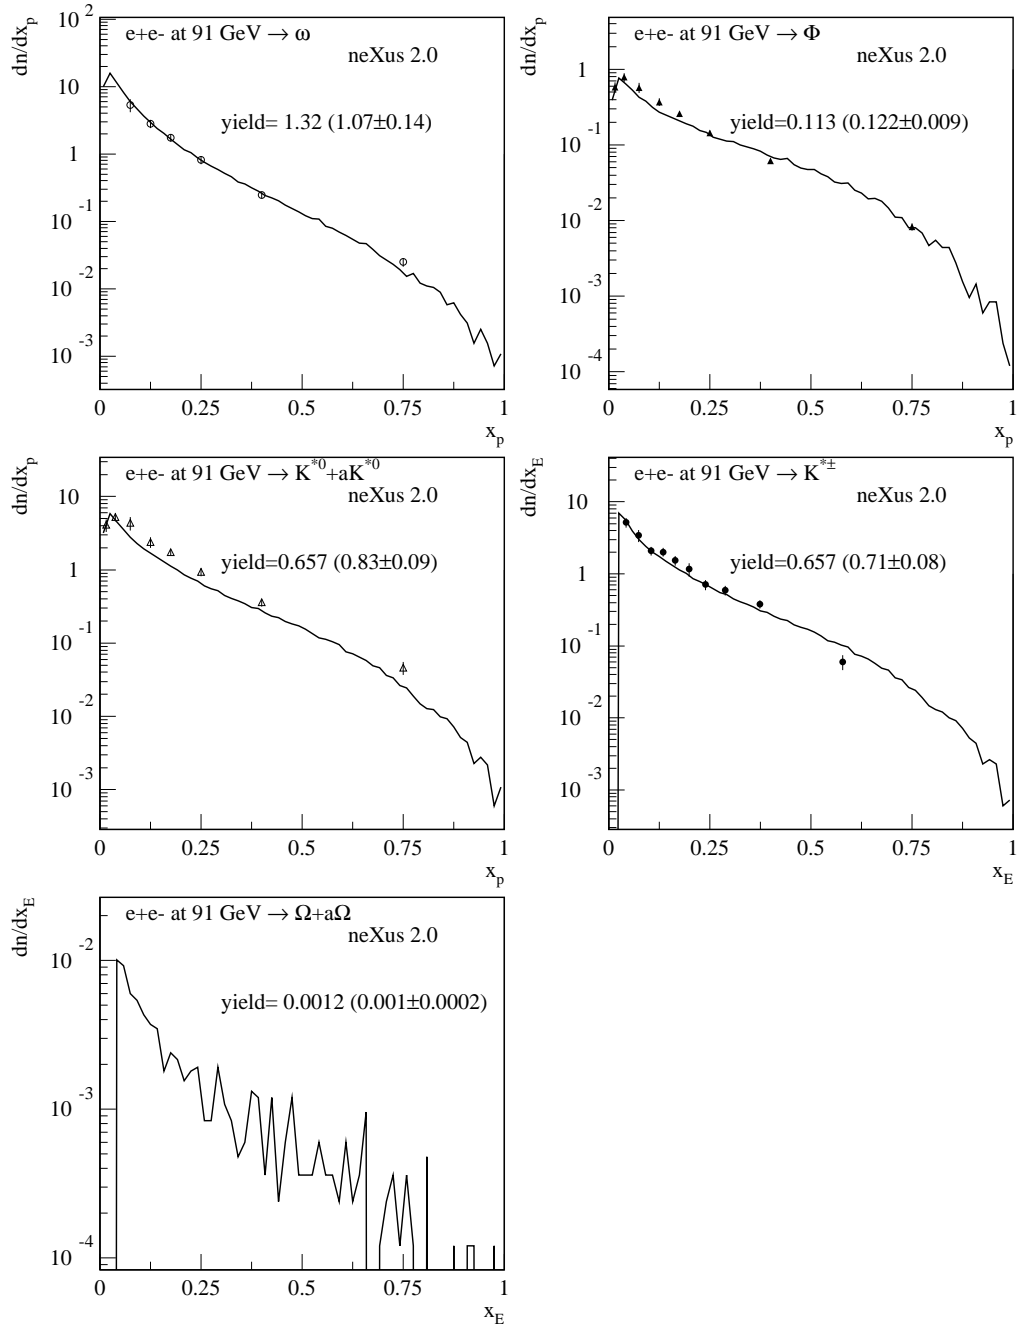 dn/dx_p
e+e- at 91 GeV → ω
neXus 2.0
yield= 1.32 (1.07±0.14)
10^2
10
1
10^-1
10^-2
10^-3
0 0.25 0.5 0.75 1
x_p
dn/dx_p
e+e- at 91 GeV → Φ
neXus 2.0
yield=0.113 (0.122±0.009)
1
10^-1
10^-2
10^-3
10^-4
0 0.25 0.5 0.75 1
x_p
dn/dx_p
e+e- at 91 GeV → K^*0+aK^*0
neXus 2.0
yield=0.657 (0.83±0.09)
10
1
10^-1
10^-2
10^-3
0 0.25 0.5 0.75 1
x_p
dn/dx_E
e+e- at 91 GeV → K^*±
neXus 2.0
yield=0.657 (0.71±0.08)
10
1
10^-1
10^-2
10^-3
0 0.25 0.5 0.75 1
x_E
dn/dx_E
e+e- at 91 GeV → Ω+aΩ
neXus 2.0
yield= 0.0012 (0.001±0.0002)
10^-2
10^-3
10^-4
0 0.25 0.5 0.75 1
x_E